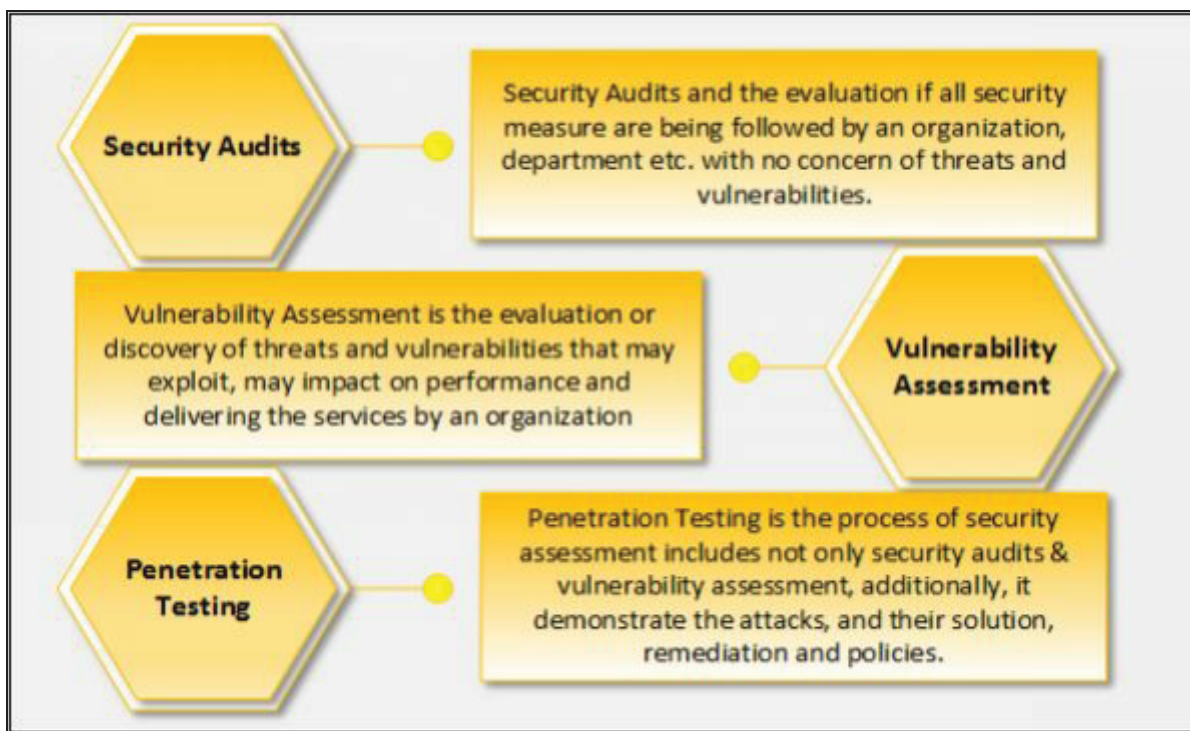 Security Audits
Security Audits and the evaluation if all security
measure are being followed by an organization,
department etc. with no concern of threats and
vulnerabilities.
Vulnerability Assessment is the evaluation or
discovery of threats and vulnerabilities that may
exploit, may impact on performance and
delivering the services by an organization
Vulnerability
Assessment
Penetration
Testing
Penetration Testing is the process of security
assessment includes not only security audits &
vulnerability assessment, additionally, it
demonstrate the attacks, and their solution,
remediation and policies.